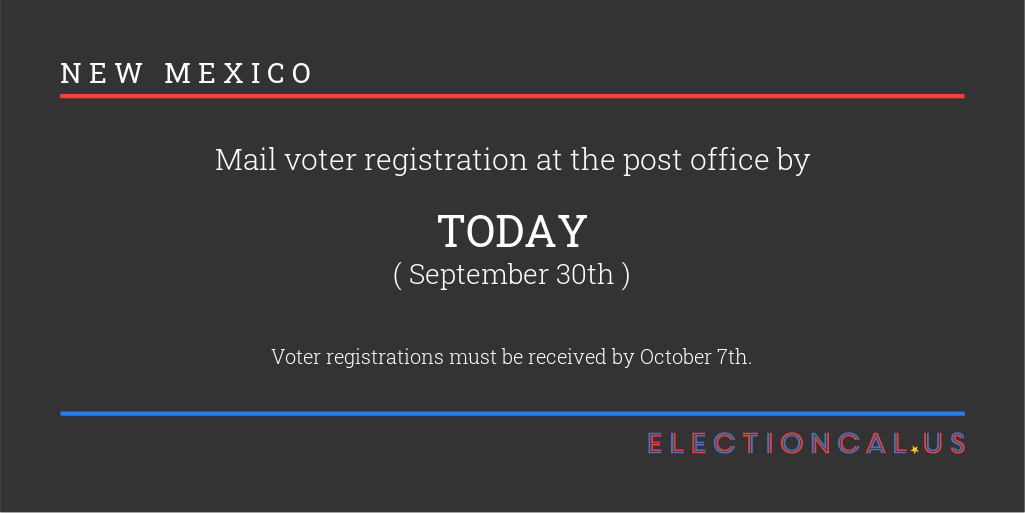 NEW MEXICO
Mail voter registration at the post office by
TODAY
( September 30th )
Voter registrations must be received by October 7th.
ELECTIONCAL.US